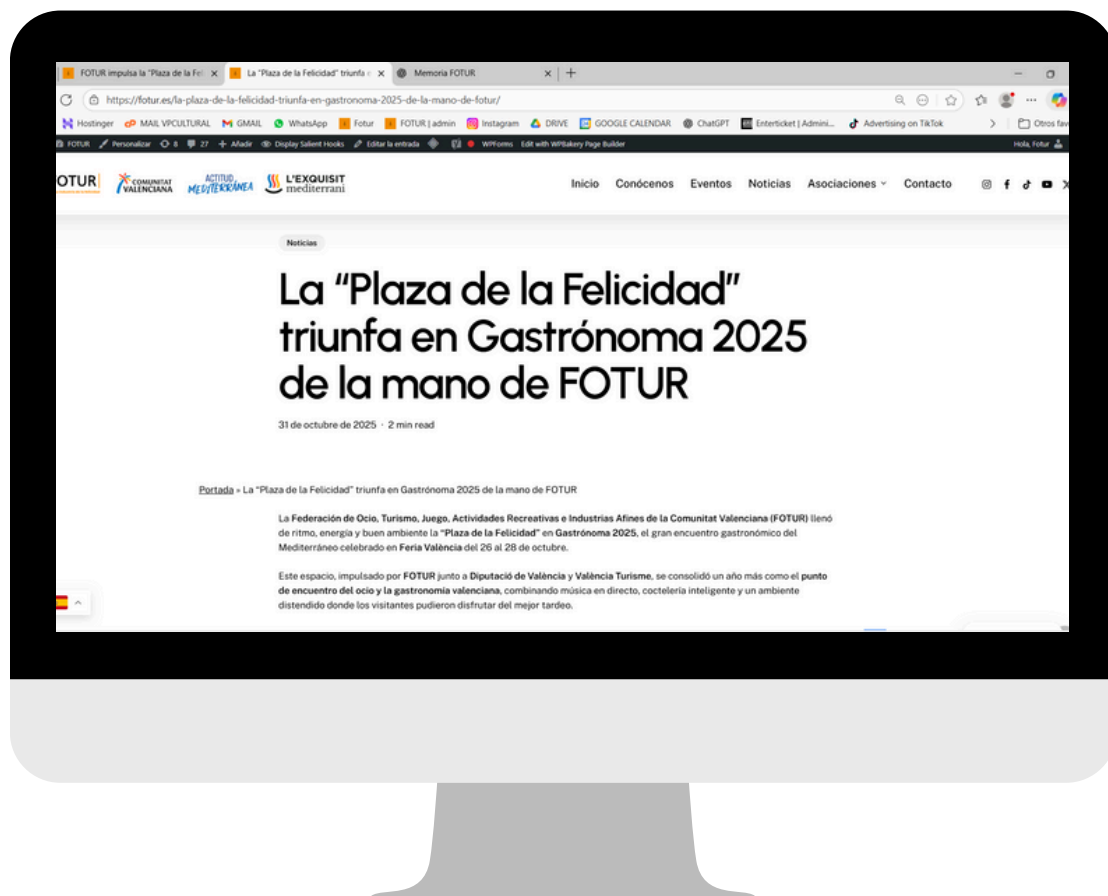 FOTUR impulsa la "Plaza de la Fel
La "Plaza de la Felicidad" triunfa e
Memoria FOTUR
https://fotur.es/la-plaza-de-la-felicidad-triunfa-en-gastronoma-2025-de-la-mano-de-fotur/
Hostinger MAIL VPCULTURAL GMAIL WhatsApp Fotur FOTUR | admin Instagram DRIVE GOOGLE CALENDAR ChatGPT Enterticket | Admini... Advertising on TikTok Otros fav
FOTUR Personalizar 8 27 + Añadir Display Salient Hooks Editar la entrada WPForms Edit with WPBakery Page Builder Hola, Fotur
OTUR COMUNITAT VALENCIANA ACTITUD MEDITERRÁNEA L'EXQUISIT mediterrani
Inicio Conócenos Eventos Noticias Asociaciones Contacto
Noticias
La “Plaza de la Felicidad”
triunfa en Gastrónoma 2025
de la mano de FOTUR
31 de octubre de 2025 · 2 min read
Portada » La “Plaza de la Felicidad” triunfa en Gastrónoma 2025 de la mano de FOTUR
La Federación de Ocio, Turismo, Juego, Actividades Recreativas e Industrias Afines de la Comunitat Valenciana (FOTUR) llenó
de ritmo, energía y buen ambiente la “Plaza de la Felicidad” en Gastrónoma 2025, el gran encuentro gastronómico del
Mediterráneo celebrado en Feria València del 26 al 28 de octubre.
Este espacio, impulsado por FOTUR junto a Diputació de València y València Turisme, se consolidó un año más como el punto
de encuentro del ocio y la gastronomía valenciana, combinando música en directo, coctelería inteligente y un ambiente
distendido donde los visitantes pudieron disfrutar del mejor tardeo.